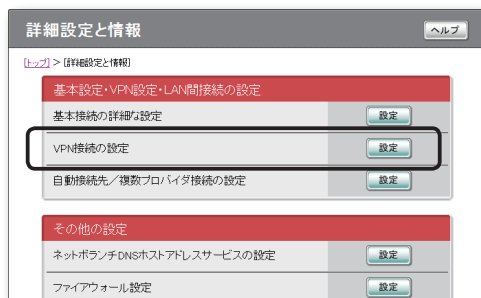 詳細設定と情報 ヘルプ
[トップ] > [詳細設定と情報]
基本設定・VPN設定・LAN間接続の設定
基本接続の詳細な設定 設定
VPN接続の設定 設定
自動接続先／複数プロバイダ接続の設定 設定
その他の設定
ネットボランチDNSホストアドレスサービスの設定 設定
ファイアウォール設定 設定